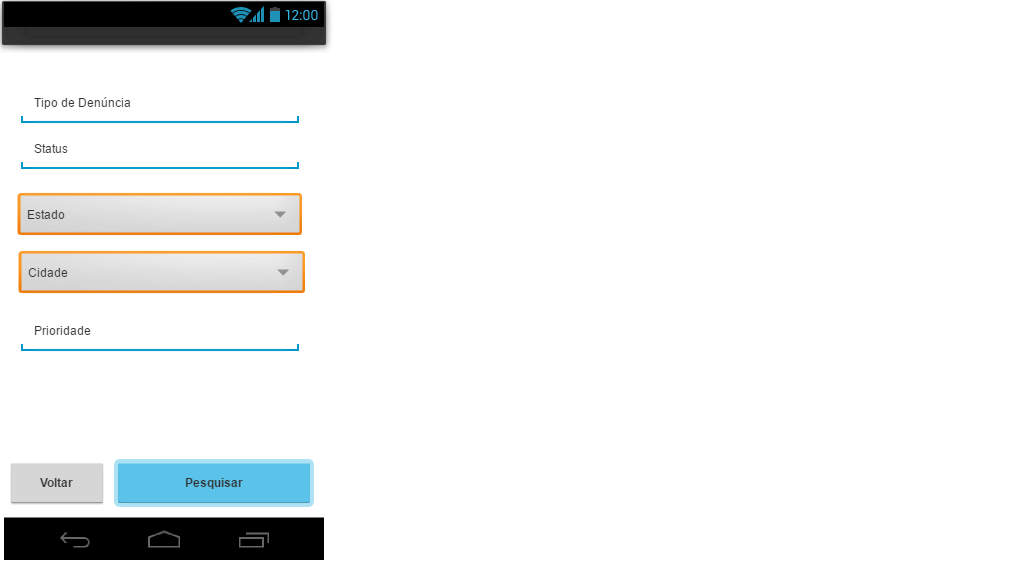 12:00
Tipo de Denúncia
Status
Estado
Cidade
Prioridade
Voltar Pesquisar